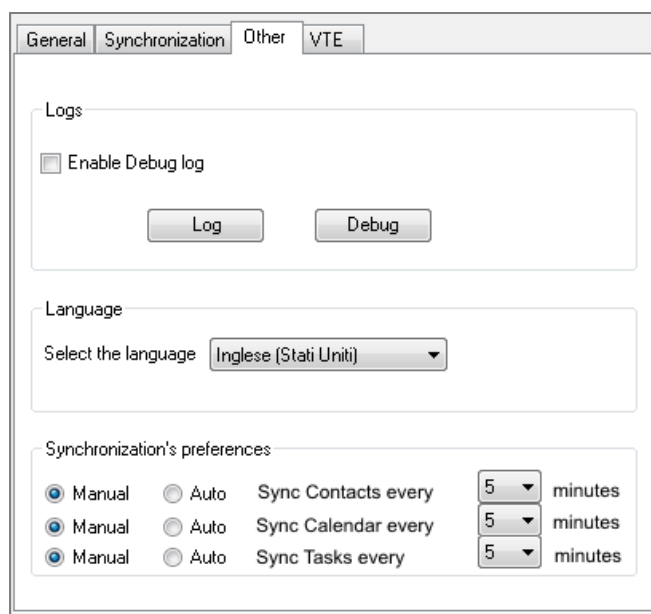 General Synchronization Other VTE
Logs
Enable Debug log
Log Debug
Language
Select the language Inglese (Stati Uniti)
Synchronization's preferences
Manual Auto Sync Contacts every 5 minutes
Manual Auto Sync Calendar every 5 minutes
Manual Auto Sync Tasks every 5 minutes